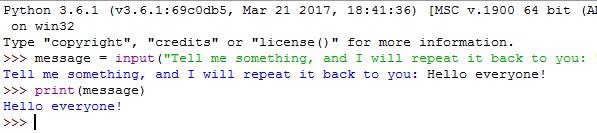 Python 3.6.1 (v3.6.1:69c0db5, Mar 21 2017, 18:41:36) [MSC v.1900 64 bit
on win32
Type "copyright", "credits" or "license()" for more information.
>>> message = input("Tell me something, and I will repeat it back to you:
Tell me something, and I will repeat it back to you: Hello everyone!
>>> print(message)
Hello everyone!
>>>